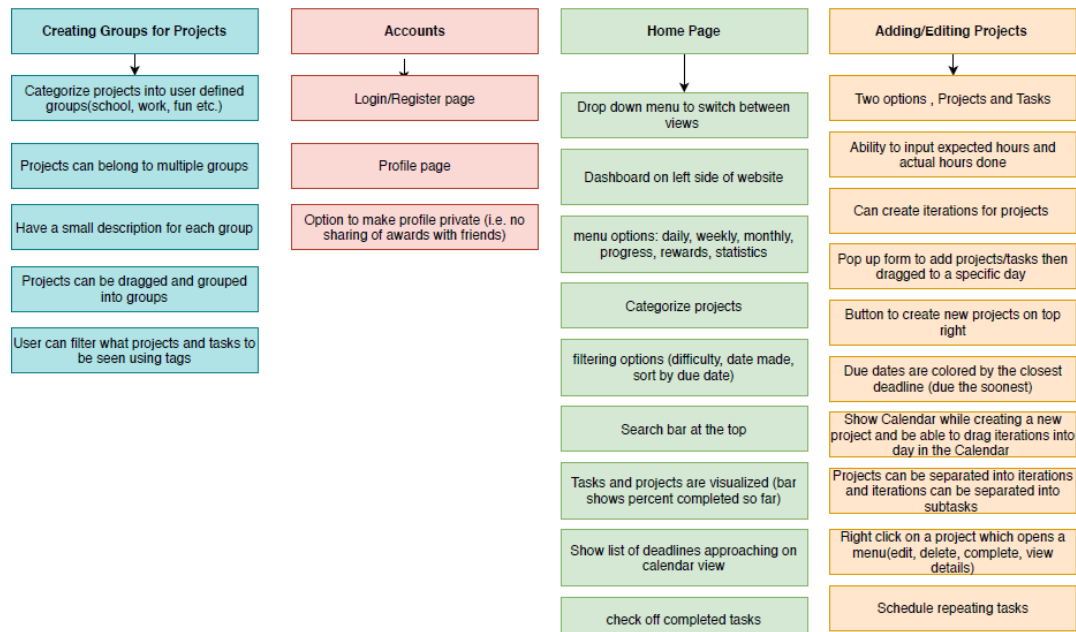 Creating Groups for Projects
Categorize projects into user defined
groups(school, work, fun etc.)
Projects can belong to multiple groups
Have a small description for each group
Projects can be dragged and grouped
into groups
User can filter what projects and tasks to
be seen using tags
Accounts
Login/Register page
Profile page
Option to make profile private (i.e. no
sharing of awards with friends)
Home Page
Drop down menu to switch between
views
Dashboard on left side of website
menu options: daily, weekly, monthly,
progress, rewards, statistics
Categorize projects
filtering options (difficulty, date made,
sort by due date)
Search bar at the top
Tasks and projects are visualized (bar
shows percent completed so far)
Show list of deadlines approaching on
calendar view
check off completed tasks
Adding/Editing Projects
Two options , Projects and Tasks
Ability to input expected hours and
actual hours done
Can create iterations for projects
Pop up form to add projects/tasks then
dragged to a specific day
Button to create new projects on top
right
Due dates are colored by the closest
deadline (due the soonest)
Show Calendar while creating a new
project and be able to drag iterations into
day in the Calendar
Projects can be separated into iterations
and iterations can be separated into
subtasks
Right click on a project which opens a
menu(edit, delete, complete, view
details)
Schedule repeating tasks